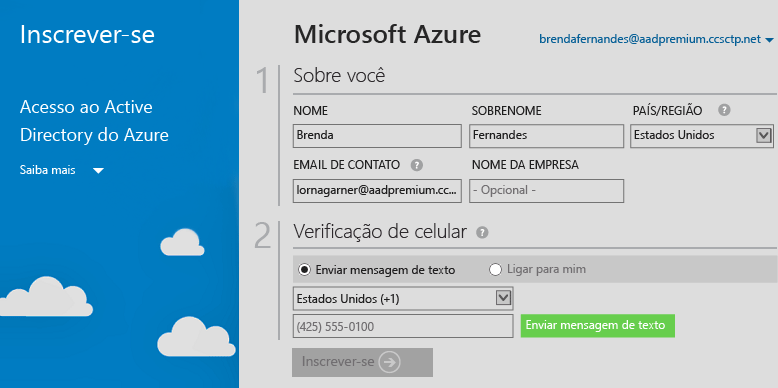 Inscrever-se
Acesso ao Active
Directory do Azure
Saiba mais
Microsoft Azure
brendafernandes@aadpremium.ccsctp.net
1 Sobre você
NOME SOBRENOME PAÍS/REGIÃO ?
Brenda Fernandes Estados Unidos
EMAIL DE CONTATO ? NOME DA EMPRESA
lornagarner@aadpremium.cc... - Opcional -
2 Verificação de celular ?
Enviar mensagem de texto Ligar para mim
Estados Unidos (+1)
(425) 555-0100 Enviar mensagem de texto
Inscrever-se